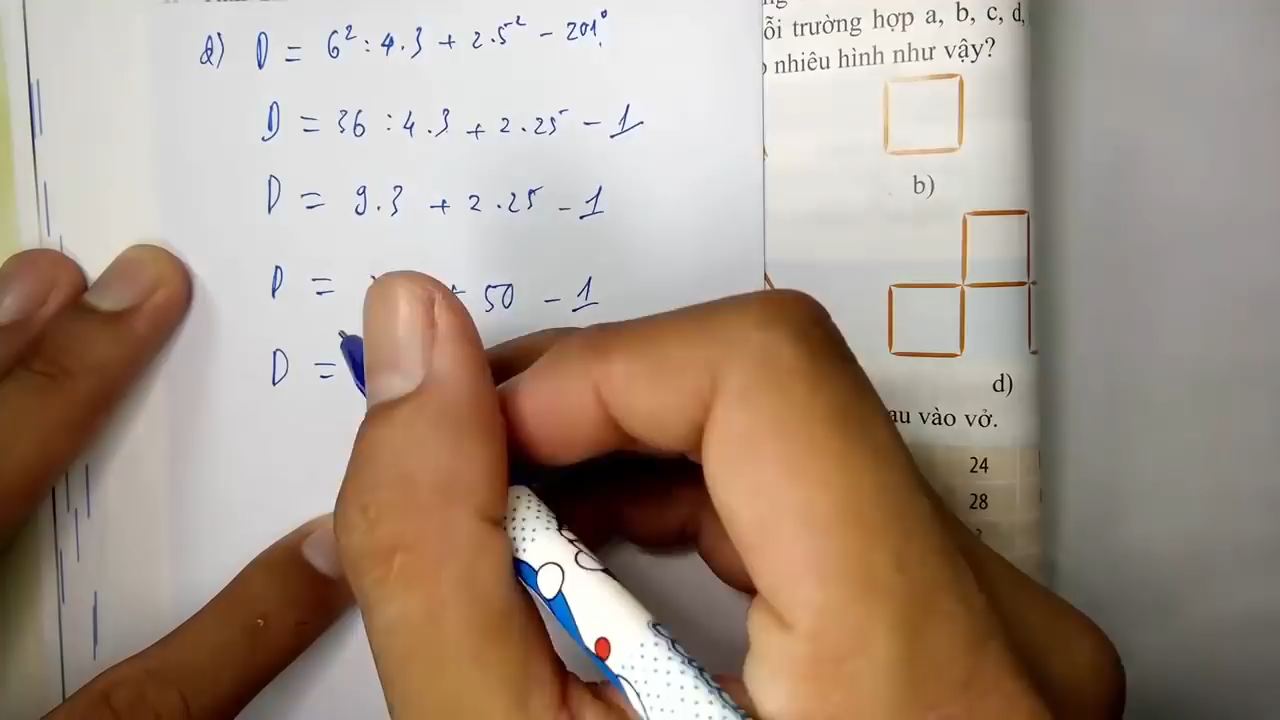 d) D = 6² : 4 . 3 + 2 . 5² - 201⁰
D = 36 : 4 . 3 + 2 . 25 - 1
D = 9 . 3 + 2 . 25 - 1
D = + 50 - 1
D =
ỗi trường hợp a, b, c, d,
nhiêu hình như vậy?
b)
d)
au vào vở.
24
28